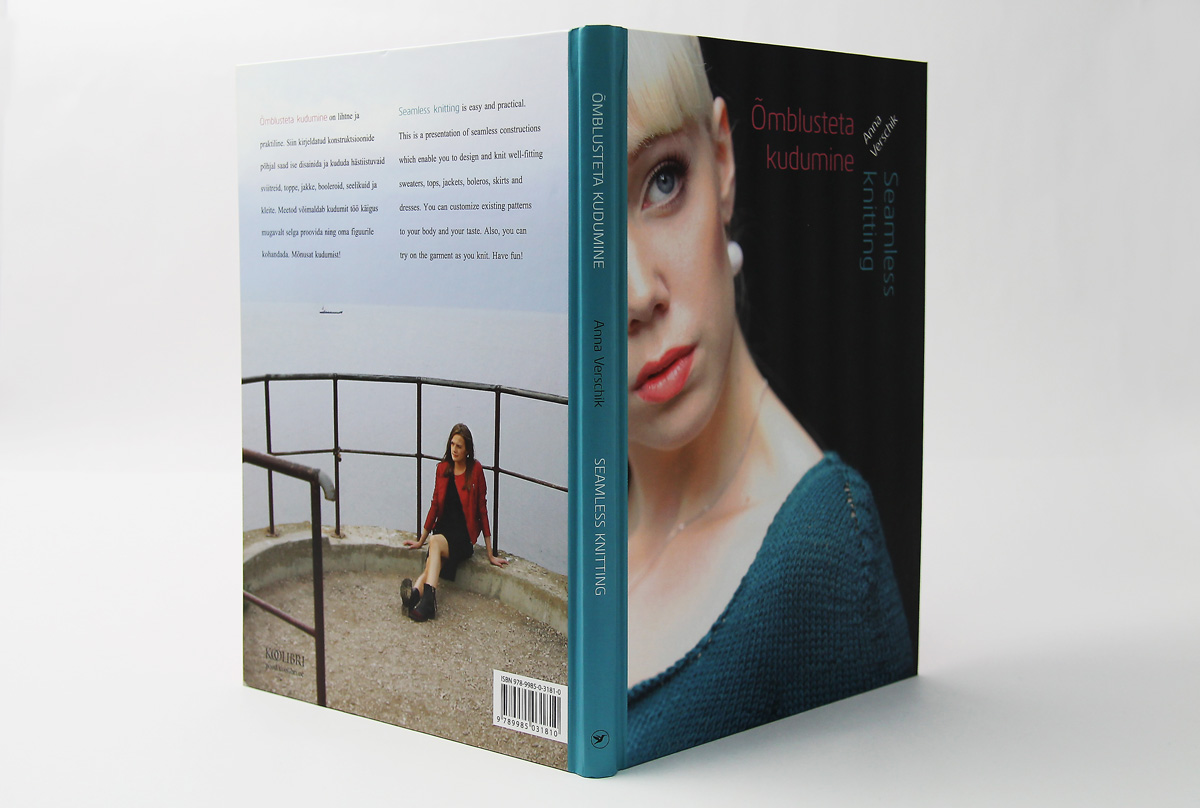 Õmblusteta kudumine on lihtne ja
praktiline. Siin kirjeldatud konstruktsioonide
põhjal saad ise disainida ja kududa hästiistuvaid
sviitreid, toppe, jakke, booleroid, seelikuid ja
kleite. Meetod võimaldab kudumit töö käigus
mugavalt selga proovida ning oma figuurile
kohandada. Mõnusat kudumist!
Seamless knitting is easy and practical.
This is a presentation of seamless constructions
which enable you to design and knit well-fitting
sweaters, tops, jackets, boleros, skirts and
dresses. You can customize existing patterns
to your body and your taste. Also, you can
try on the garment as you knit. Have fun!
KOOLIBRI
ISBN 978-9985-0-3181-0
9 789985 031810
ÕMBLUSTETA KUDUMINE
Anna Verschik
SEAMLESS KNITTING
Õmblusteta
kudumine
Anna
Verschik
Seamless
knitting